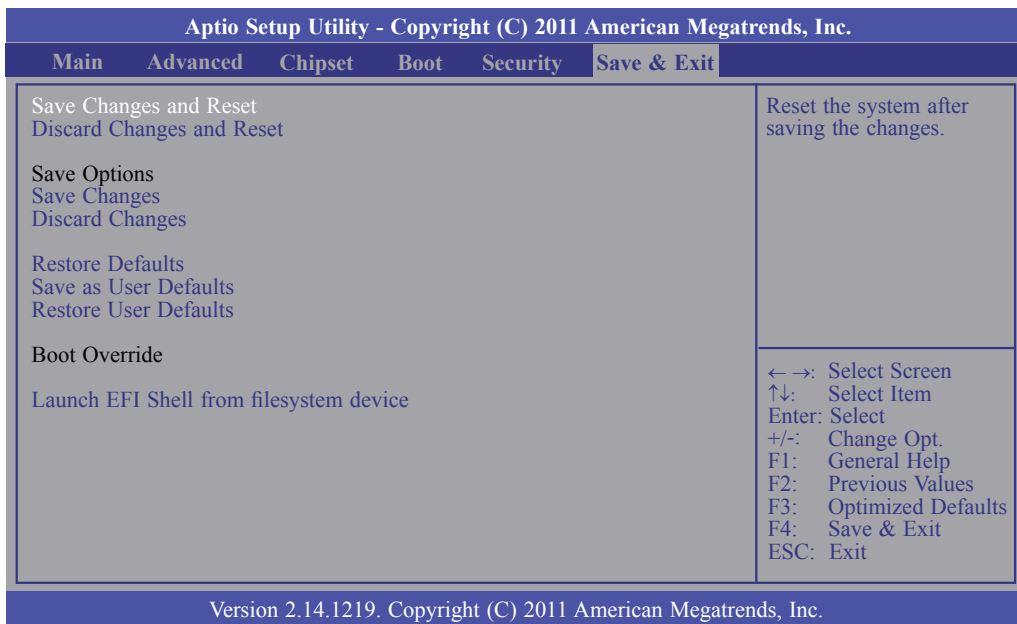 Aptio Setup Utility - Copyright (C) 2011 American Megatrends, Inc.
Main Advanced Chipset Boot Security Save & Exit
Save Changes and Reset
Discard Changes and Reset
Save Options
Save Changes
Discard Changes
Restore Defaults
Save as User Defaults
Restore User Defaults
Boot Override
Launch EFI Shell from filesystem device
Reset the system after
saving the changes.
← →: Select Screen
↑↓: Select Item
Enter: Select
+/-: Change Opt.
F1: General Help
F2: Previous Values
F3: Optimized Defaults
F4: Save & Exit
ESC: Exit
Version 2.14.1219. Copyright (C) 2011 American Megatrends, Inc.